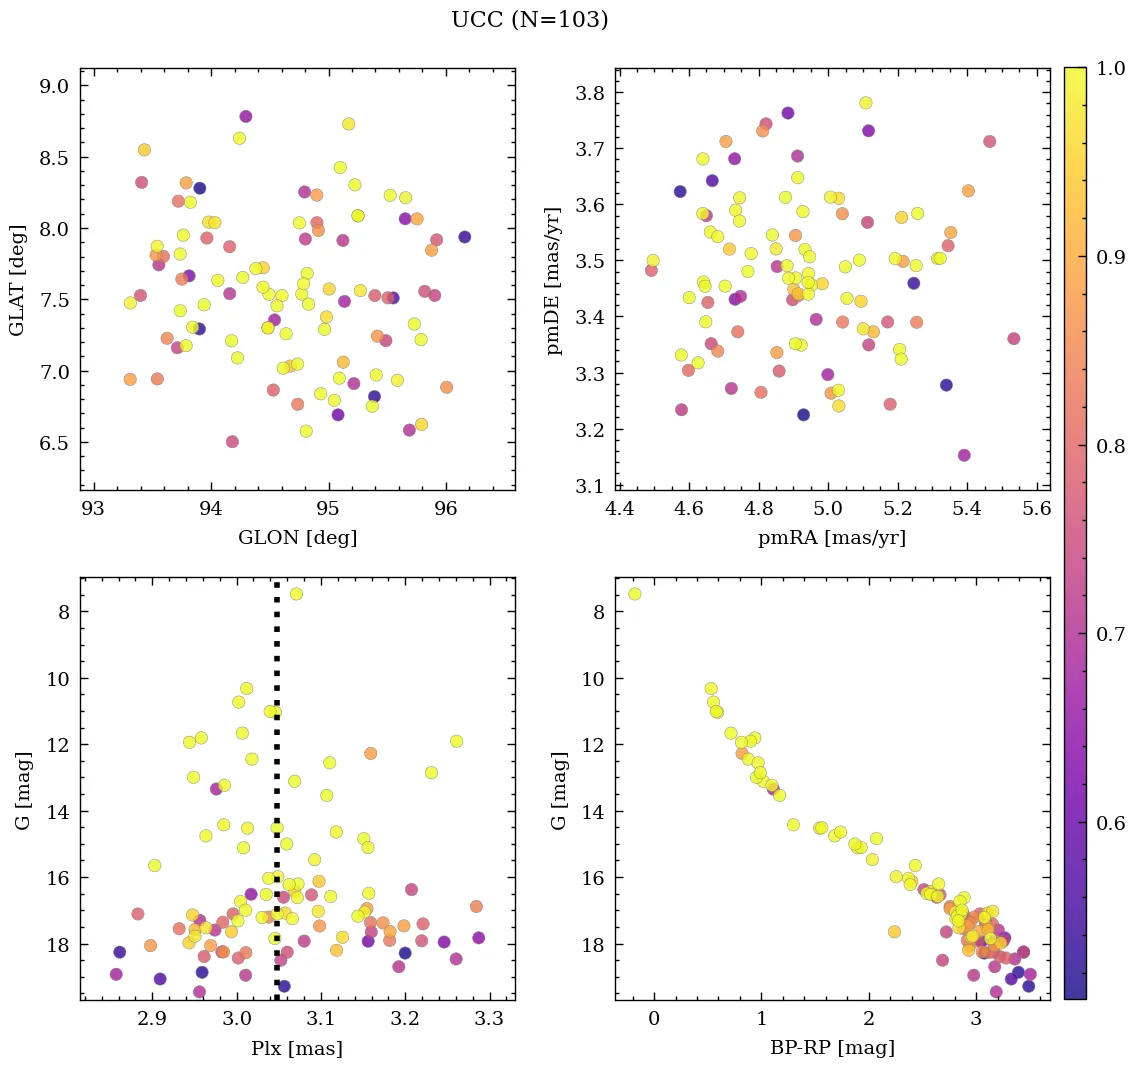 UCC (N=103)
9.0
8.5
8.0
7.5
7.0
6.5
GLAT [deg]
93 94 95 96
GLON [deg]
3.8
3.7
3.6
3.5
3.4
3.3
3.2
3.1
pmDE [mas/yr]
4.4 4.6 4.8 5.0 5.2 5.4 5.6
pmRA [mas/yr]
1.0
0.9
0.8
0.7
0.6
8
10
12
14
16
18
G [mag]
2.9 3.0 3.1 3.2 3.3
Plx [mas]
8
10
12
14
16
18
G [mag]
0 1 2 3
BP-RP [mag]